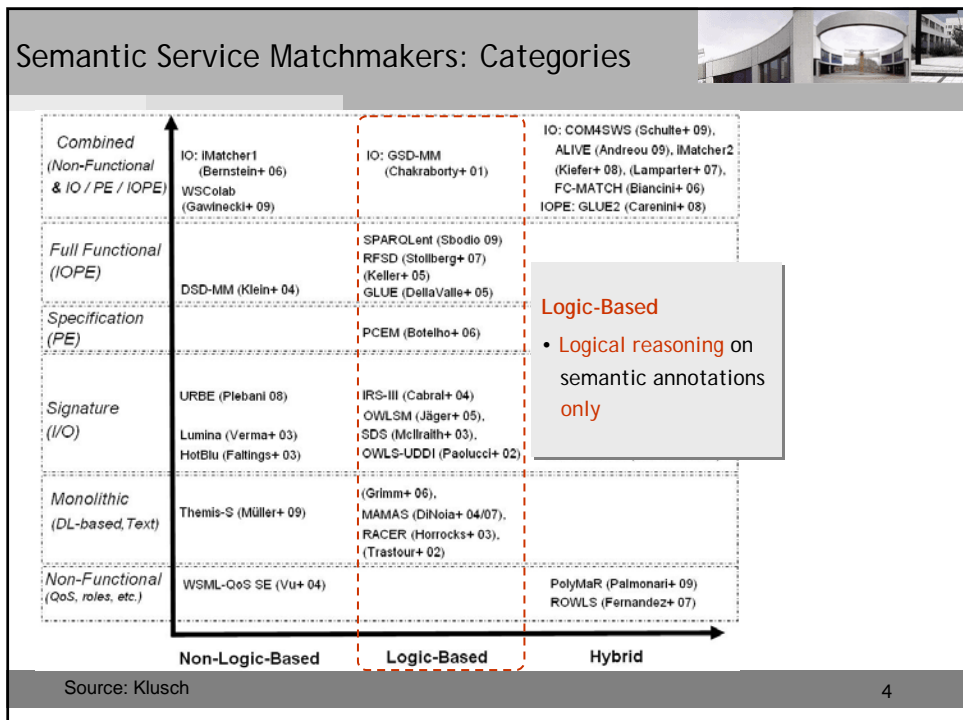 Semantic Service Matchmakers: Categories
Combined
(Non-Functional
& IO / PE / IOPE)
IO: iMatcher1
(Bernstein+ 06)
WSColab
(Gawinecki+ 09)
IO: GSD-MM
(Chakraborty+ 01)
IO: COM4SWS (Schulte+ 09),
ALIVE (Andreou 09), iMatcher2
(Kiefer+ 08), (Lamparter+ 07),
FC-MATCH (Biancini+ 06)
IOPE: GLUE2 (Carenini+ 08)
Full Functional
(IOPE)
DSD-MM (Klein+ 04)
SPARQLent (Sbodio 09)
RFSD (Stollberg+ 07)
(Keller+ 05)
GLUE (DellaValle+ 05)
Specification
(PE)
PCEM (Botelho+ 06)
Signature
(I/O)
URBE (Plebani 08)
Lumina (Verma+ 03)
HotBlu (Faltings+ 03)
IRS-III (Cabral+ 04)
OWLSM (Jäger+ 05),
SDS (McIlraith+ 03),
OWLS-UDDI (Paolucci+ 02)
Logic-Based
• Logical reasoning on
semantic annotations
only
Monolithic
(DL-based, Text)
Themis-S (Müller+ 09)
(Grimm+ 06),
MAMAS (DiNoia+ 04/07),
RACER (Horrocks+ 03),
(Trastour+ 02)
Non-Functional
(QoS, roles, etc.)
WSML-QoS SE (Vu+ 04)
PolyMaR (Palmonari+ 09)
ROWLS (Fernandez+ 07)
Non-Logic-Based
Logic-Based
Hybrid
Source: Klusch
4